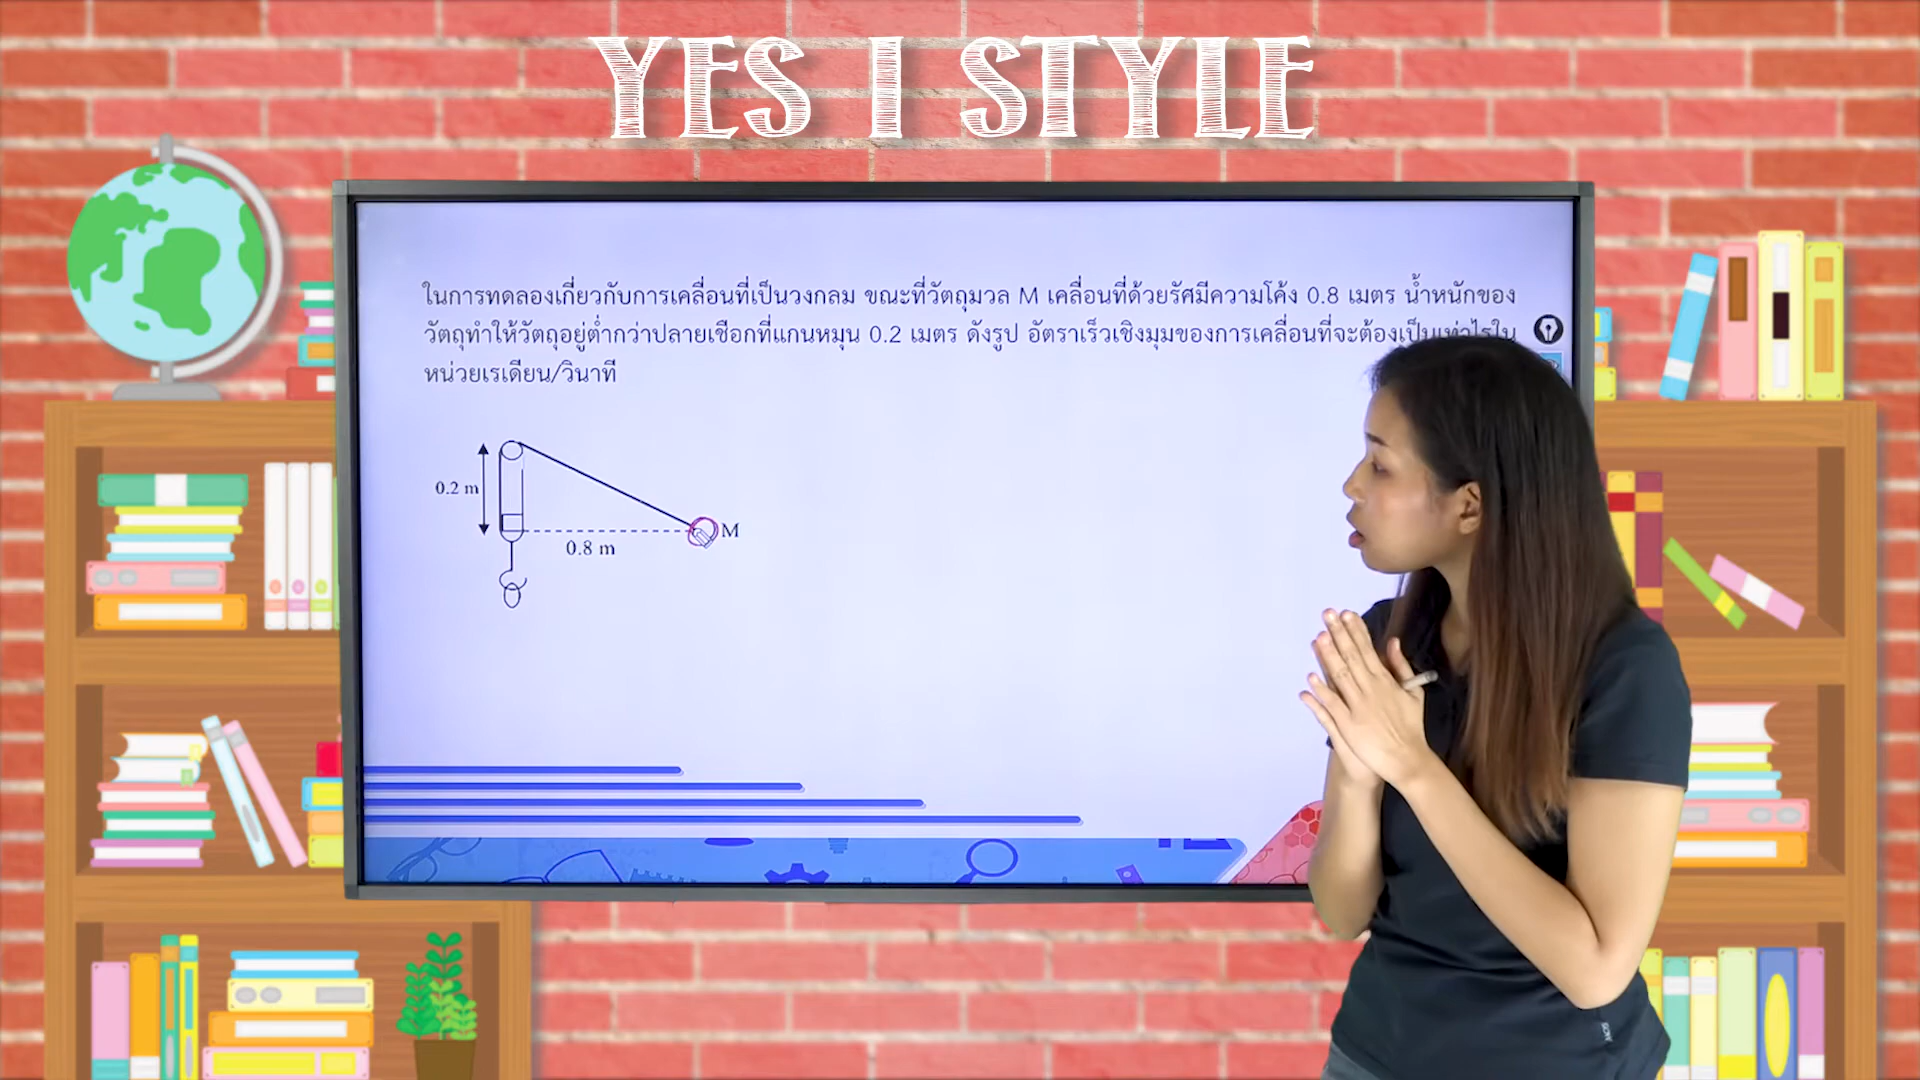 YES I STYLE
ในการทดลองเกี่ยวกับการเคลื่อนที่เป็นวงกลม ขณะที่วัตถุมวล M เคลื่อนที่ด้วยรัศมีความโค้ง 0.8 เมตร น้ำหนักของ
วัตถุทำให้วัตถุอยู่ต่ำกว่าปลายเชือกที่แกนหมุน 0.2 เมตร ดังรูป อัตราเร็วเชิงมุมของการเคลื่อนที่จะต้องเป็นเท่าไรใน
หน่วยเรเดียน/วินาที
0.2 m
M
0.8 m